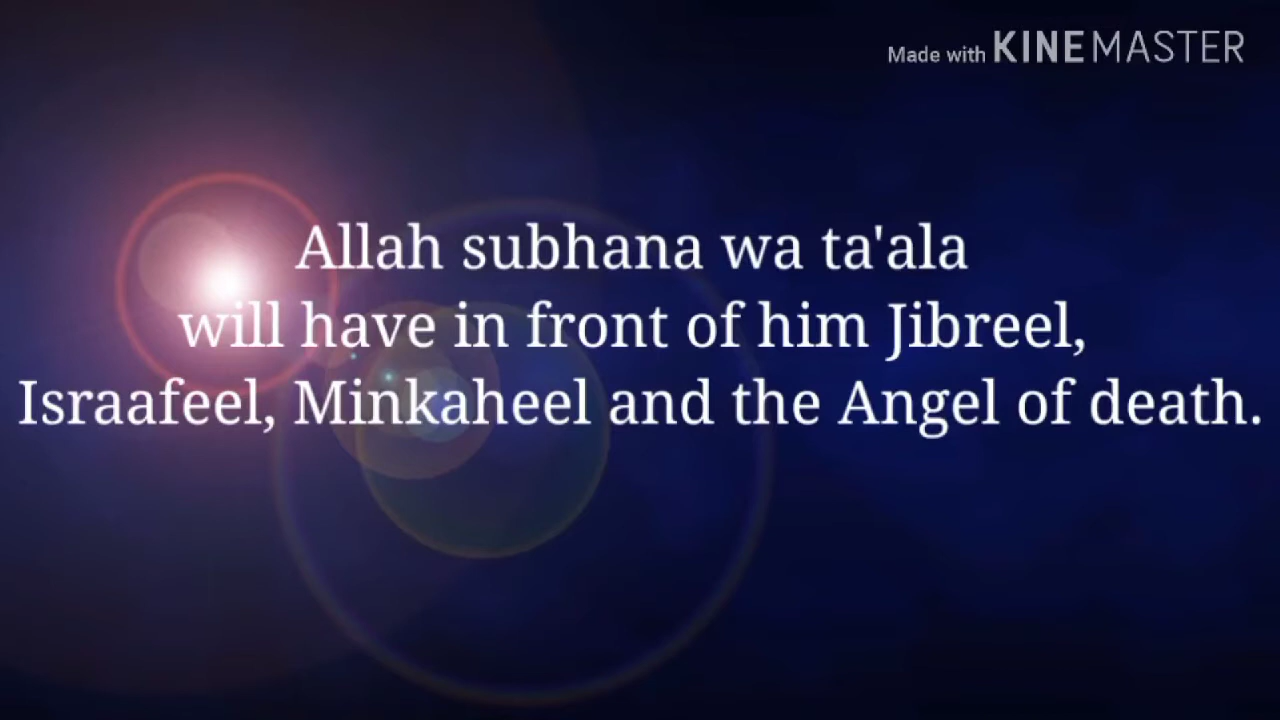 Made with KINEMASTER
Allah subhana wa ta'ala
will have in front of him Jibreel,
Israafeel, Minkaheel and the Angel of death.